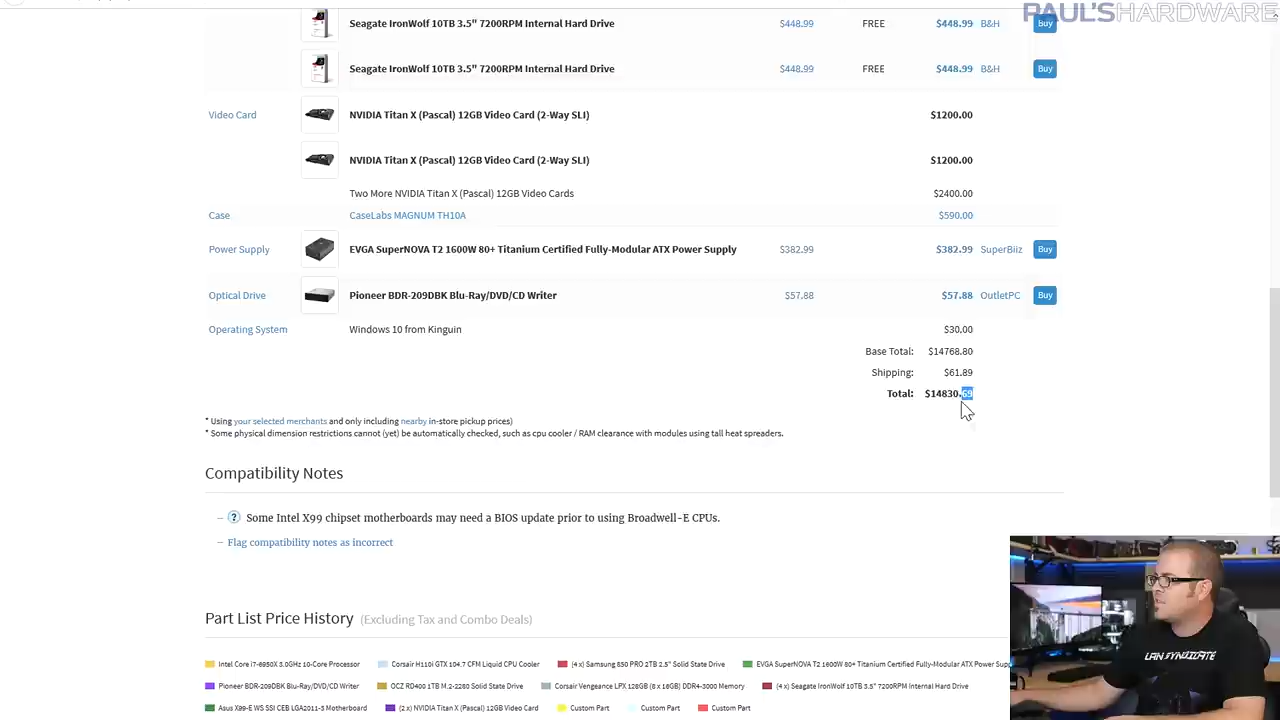 PAUL'SHARDWARE
Seagate IronWolf 10TB 3.5" 7200RPM Internal Hard Drive $448.99 FREE $448.99 B&H Buy
Seagate IronWolf 10TB 3.5" 7200RPM Internal Hard Drive $448.99 FREE $448.99 B&H Buy
Video Card NVIDIA Titan X (Pascal) 12GB Video Card (2-Way SLI) $1200.00
NVIDIA Titan X (Pascal) 12GB Video Card (2-Way SLI) $1200.00
Two More NVIDIA Titan X (Pascal) 12GB Video Cards $2400.00
Case CaseLabs MAGNUM TH10A $590.00
Power Supply EVGA SuperNOVA T2 1600W 80+ Titanium Certified Fully-Modular ATX Power Supply $382.99 $382.99 SuperBiiz Buy
Optical Drive Pioneer BDR-209DBK Blu-Ray/DVD/CD Writer $57.88 $57.88 OutletPC Buy
Operating System Windows 10 from Kinguin $30.00
Base Total: $14768.80
Shipping: $61.89
Total: $14830.69
* Using your selected merchants and only including nearby in-store pickup prices)
* Some physical dimension restrictions cannot (yet) be automatically checked, such as cpu cooler / RAM clearance with modules using tall heat spreaders.
Compatibility Notes
– ? Some Intel X99 chipset motherboards may need a BIOS update prior to using Broadwell-E CPUs.
– Flag compatibility notes as incorrect
Part List Price History (Excluding Tax and Combo Deals)
Intel Core i7-6950X 3.0GHz 10-Core Processor Corsair H110i GTX 104.7 CFM Liquid CPU Cooler (4 x) Samsung 850 PRO 2TB 2.5" Solid State Drive EVGA SuperNOVA T2 1600W 80+ Titanium Certified Fully-Modular ATX Power Supp
Pioneer BDR-209DBK Blu-Ray/DVD/CD Writer OCZ RD400 1TB M.2-2280 Solid State Drive Corsair Vengeance LPX 128GB (8 x 16GB) DDR4-3000 Memory (4 x) Seagate IronWolf 10TB 3.5" 7200RPM Internal Hard Drive
Asus X99-E WS SSI CEB LGA2011-3 Motherboard (2 x) NVIDIA Titan X (Pascal) 12GB Video Card Custom Part Custom Part Custom Part
LAN SYNDICATE